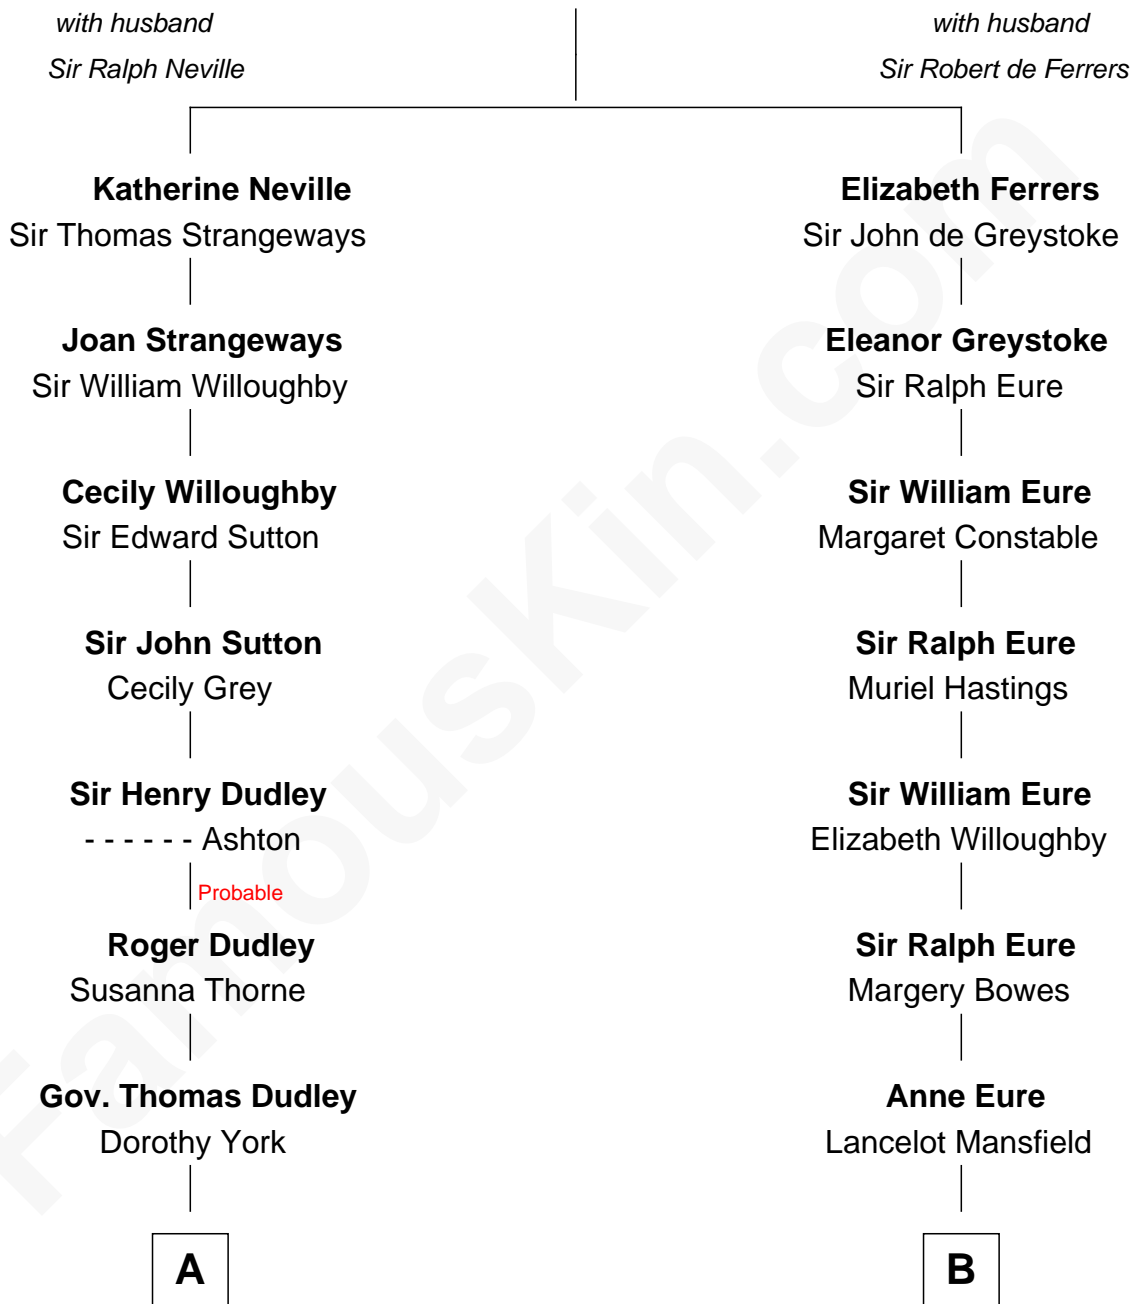 with husband
Sir Ralph Neville
with husband
Sir Robert de Ferrers
Katherine Neville
Sir Thomas Strangeways
Elizabeth Ferrers
Sir John de Greystoke
Joan Strangeways
Sir William Willoughby
Eleanor Greystoke
Sir Ralph Eure
Cecily Willoughby
Sir Edward Sutton
Sir William Eure
Margaret Constable
Sir John Sutton
Cecily Grey
Sir Ralph Eure
Muriel Hastings
Sir Henry Dudley
- - - - - - Ashton
Sir William Eure
Elizabeth Willoughby
Probable
Roger Dudley
Susanna Thorne
Sir Ralph Eure
Margery Bowes
Gov. Thomas Dudley
Dorothy York
Anne Eure
Lancelot Mansfield
A
B
FamousKin.com